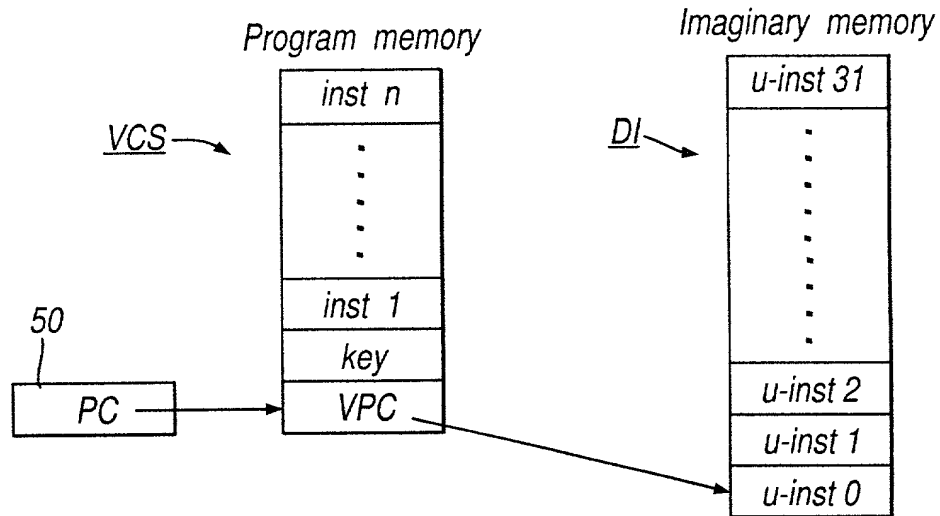 Program memory
Imaginary memory
inst n
u-inst 31
VCS
DI
inst 1
50
key
PC
VPC
u-inst 2
u-inst 1
u-inst 0